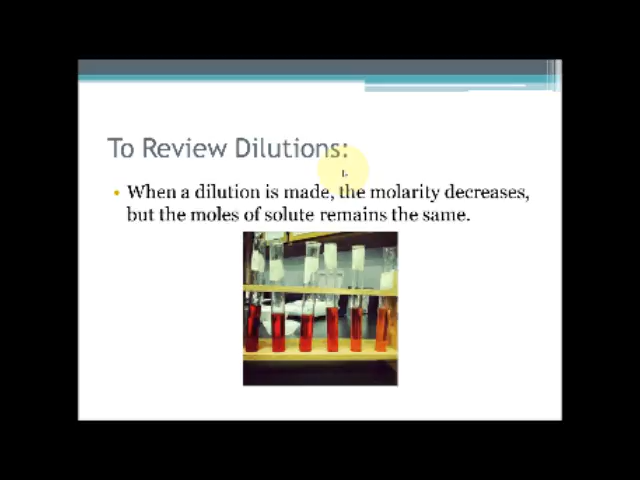 To Review Dilutions:
• When a dilution is made, the molarity decreases,
but the moles of solute remains the same.